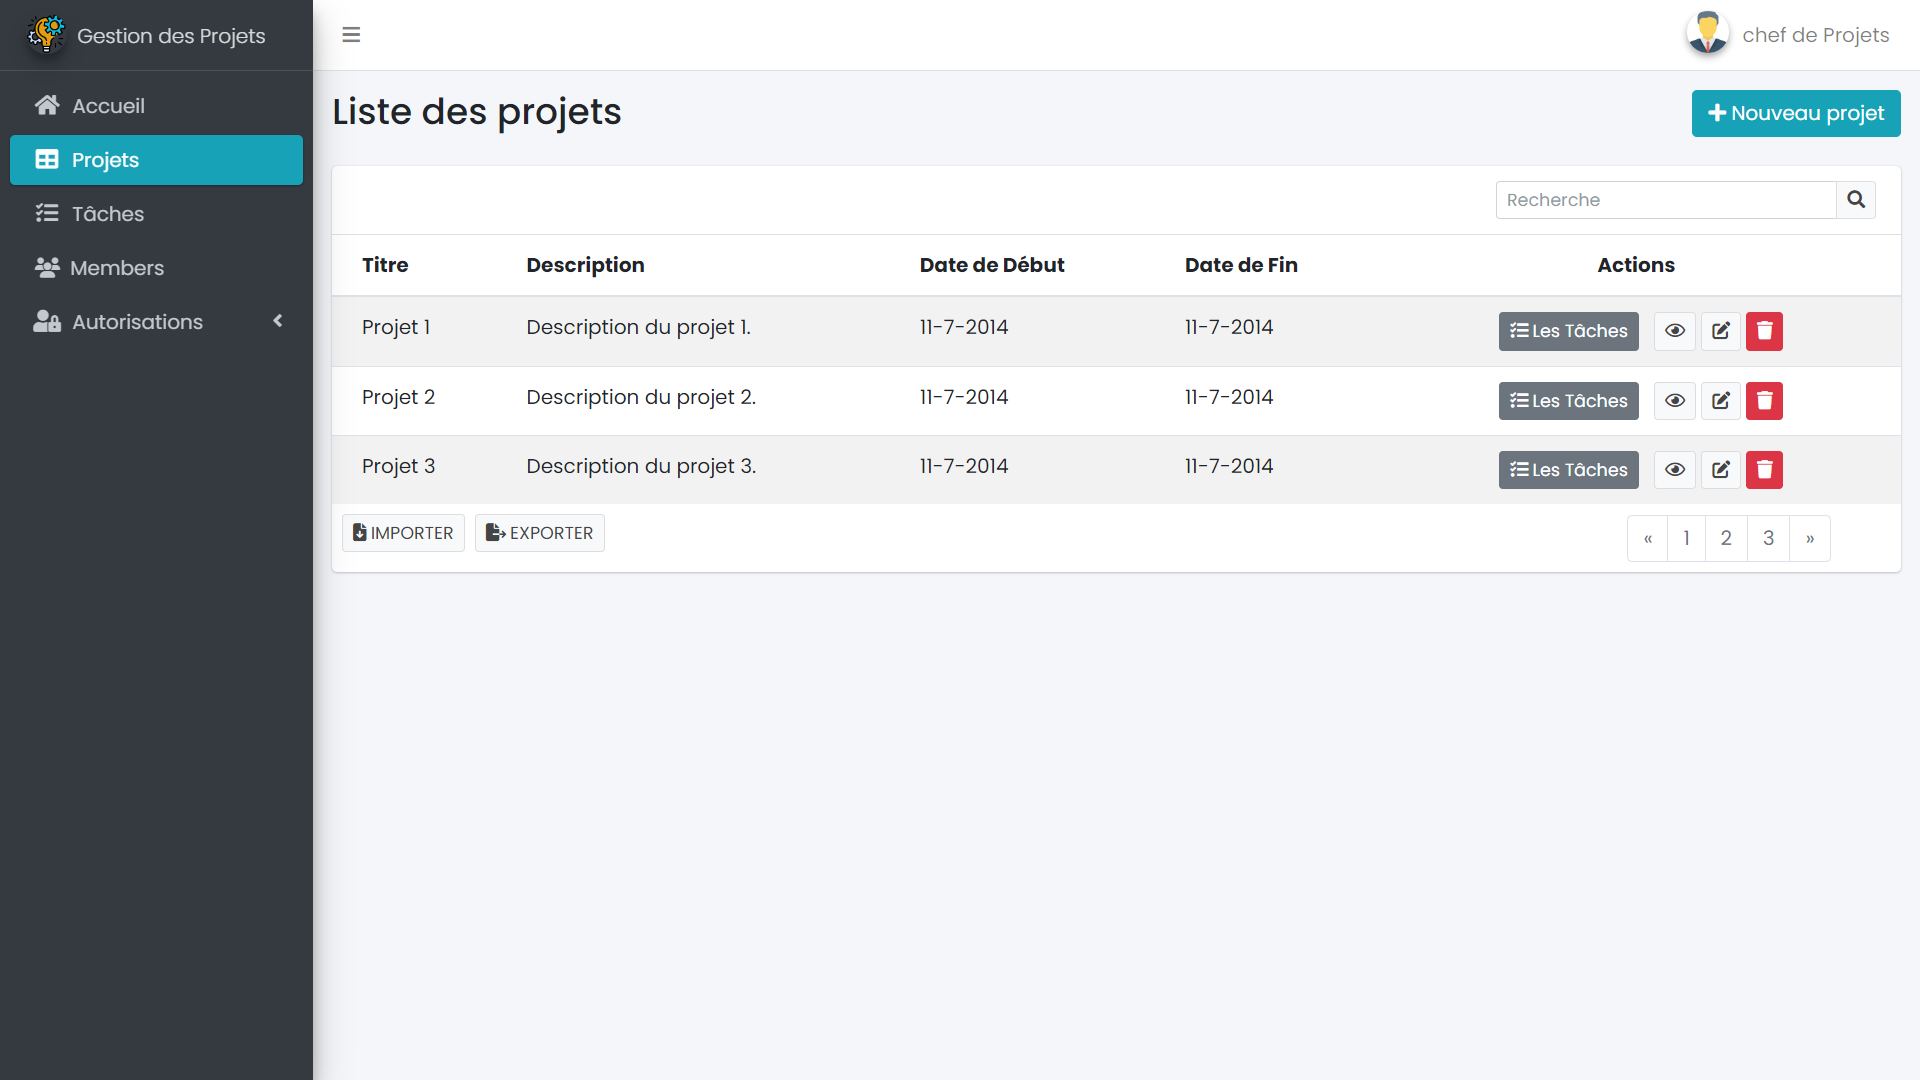 Gestion des Projets
chef de Projets
Accueil
Projets
Tâches
Members
Autorisations
Liste des projets
Nouveau projet
Recherche
Titre Description Date de Début Date de Fin Actions
Projet 1 Description du projet 1. 11-7-2014 11-7-2014 Les Tâches
Projet 2 Description du projet 2. 11-7-2014 11-7-2014 Les Tâches
Projet 3 Description du projet 3. 11-7-2014 11-7-2014 Les Tâches
IMPORTER EXPORTER « 1 2 3 »